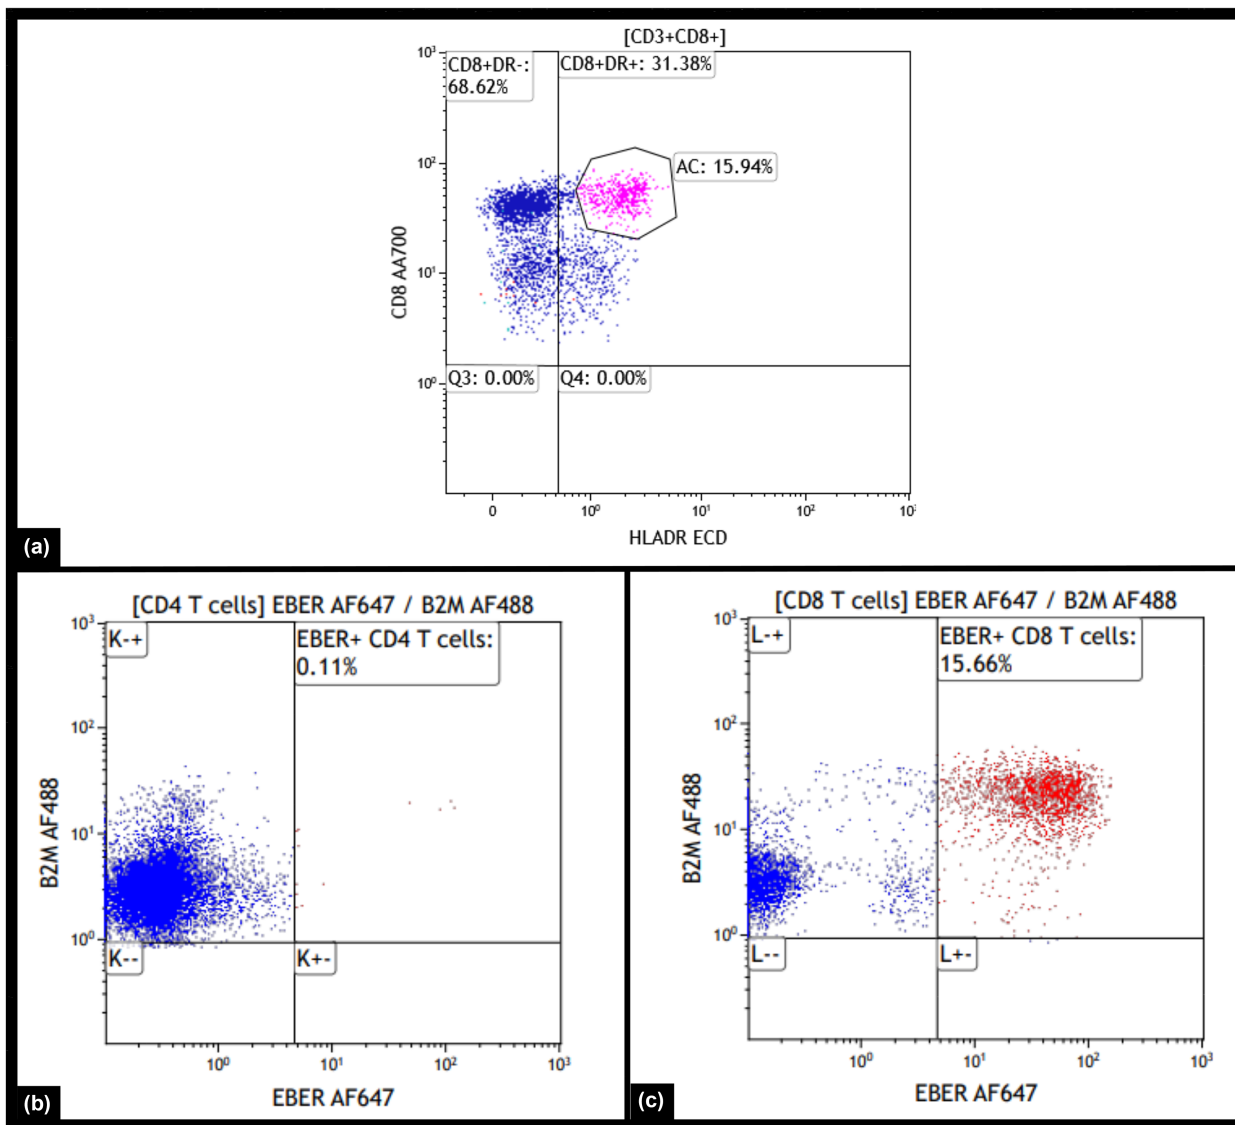 [CD3+CD8+]
10³
CD8+DR-:
68.62%
CD8+DR+: 31.38%
10²
AC: 15.94%
CD8 AA700
10¹
10⁰
Q3: 0.00%
Q4: 0.00%
0
10⁰
10¹
10²
HLADR ECD
(a)
[CD4 T cells] EBER AF647 / B2M AF488
10³
K-+
EBER+ CD4 T cells:
0.11%
10²
B2M AF488
10¹
10⁰
K--
K+-
10⁰
10¹
10²
10³
EBER AF647
(b)
[CD8 T cells] EBER AF647 / B2M AF488
10³
L-+
EBER+ CD8 T cells:
15.66%
10²
B2M AF488
10¹
10⁰
L--
L+-
10⁰
10¹
10²
10³
EBER AF647
(c)